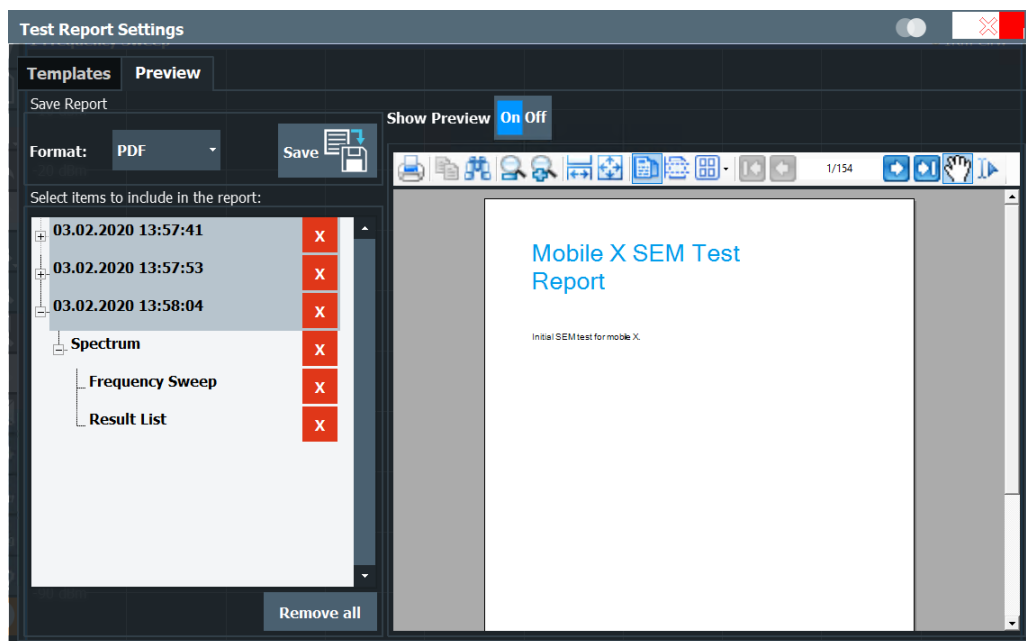 Test Report Settings
Templates Preview
Save Report
Format: PDF Save
Show Preview On Off
1/154
Select items to include in the report:
03.02.2020 13:57:41 X
03.02.2020 13:57:53 X
03.02.2020 13:58:04 X
Spectrum X
Frequency Sweep X
Result List X
Remove all
Mobile X SEM Test
Report
Initial SEM test for mobile X.